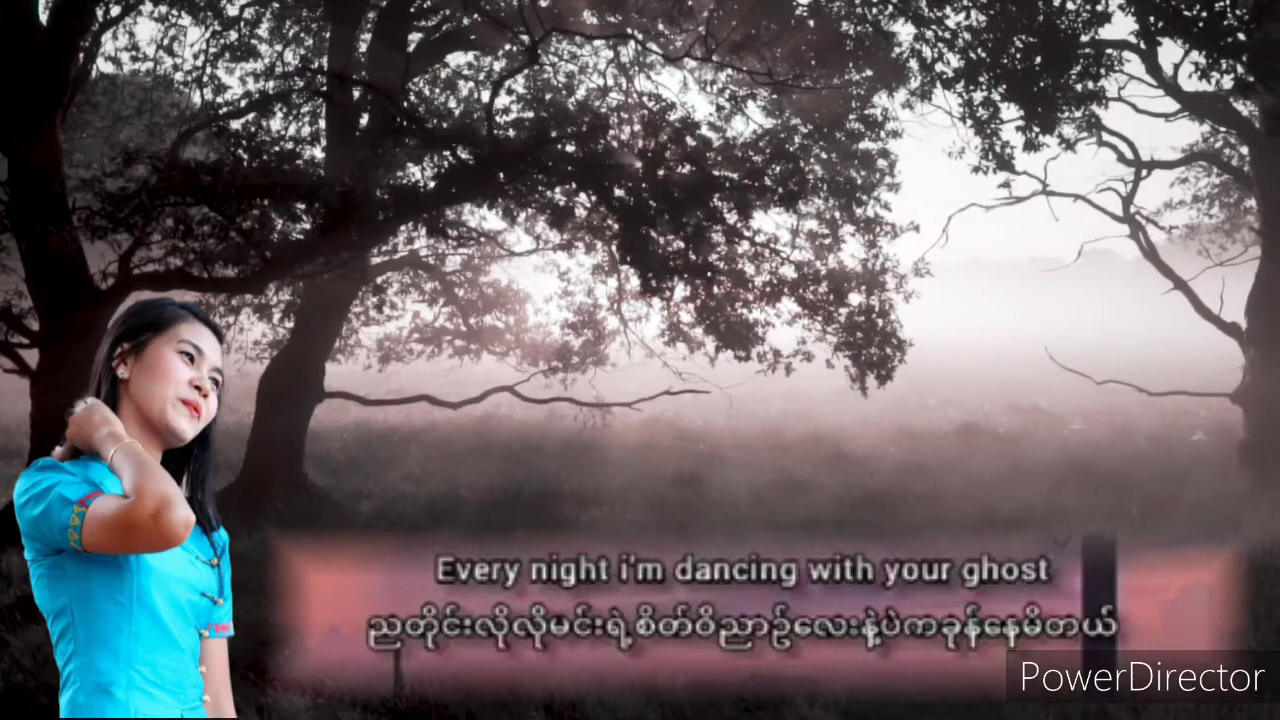 Every night i'm dancing with your ghost
ညတိုင်းလိုလိုမင်းရဲ့စိတ်ဝိညာဥ်လေးနဲ့ပဲကခုန်နေမိတယ်
PowerDirector